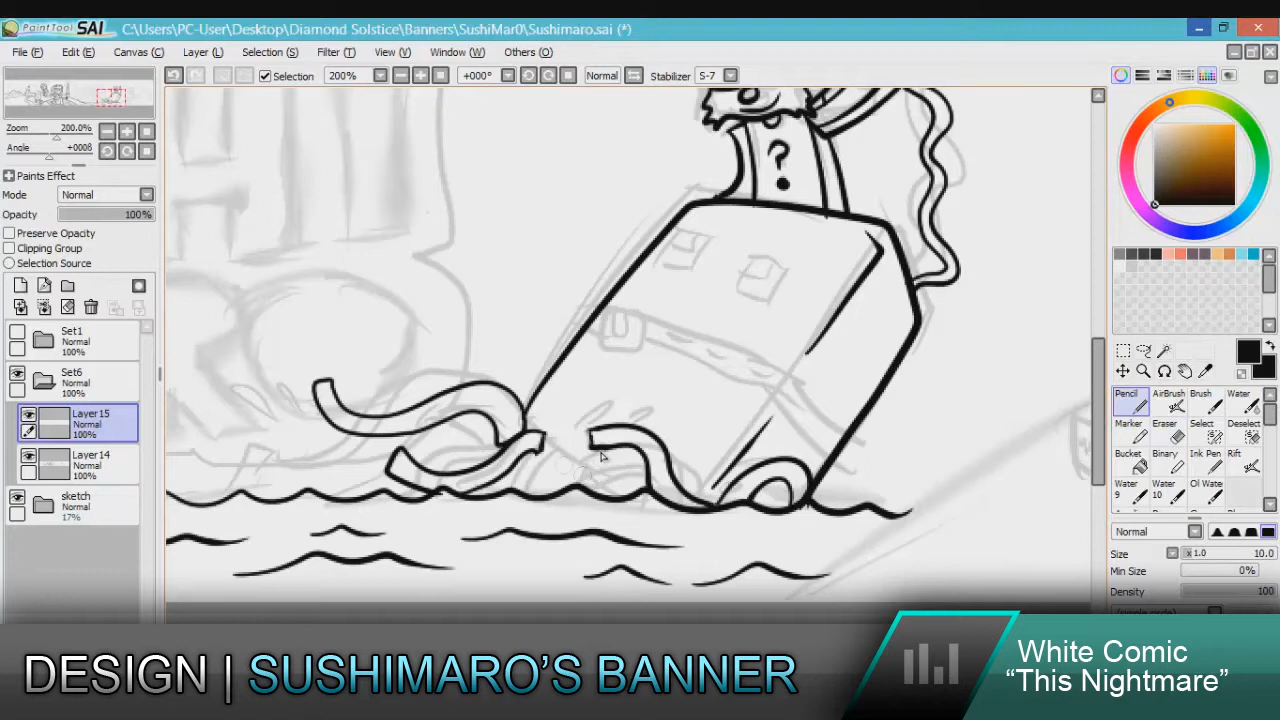 PaintTool SAI C:\Users\PC-User\Desktop\Diamond Solstice\Banners\SushiMar0\Sushimaro.sai (*)
File (F) Edit (E) Canvas (C) Layer (L) Selection (S) Filter (T) View (V) Window (W) Others (O)
Selection 200% +000° Normal Stabilizer S-7
Zoom 200.0%
Angle +000θ
Paints Effect
Mode Normal
Opacity 100%
Preserve Opacity
Clipping Group
Selection Source
Set1
Normal
100%
Set6
Normal
100%
Layer15
Normal
100%
Layer14
Normal
100%
sketch
Normal
17%
?
Pencil AirBrush Brush Water
Marker Eraser Select Deselect
Bucket Binary Ink Pen Rift
Water 9 Water 10 Oil Water
Normal
Size x 1.0 10.0
Min Size 0%
Density 100
(simple circle)
DESIGN | SUSHIMARO'S BANNER
White Comic
“This Nightmare”